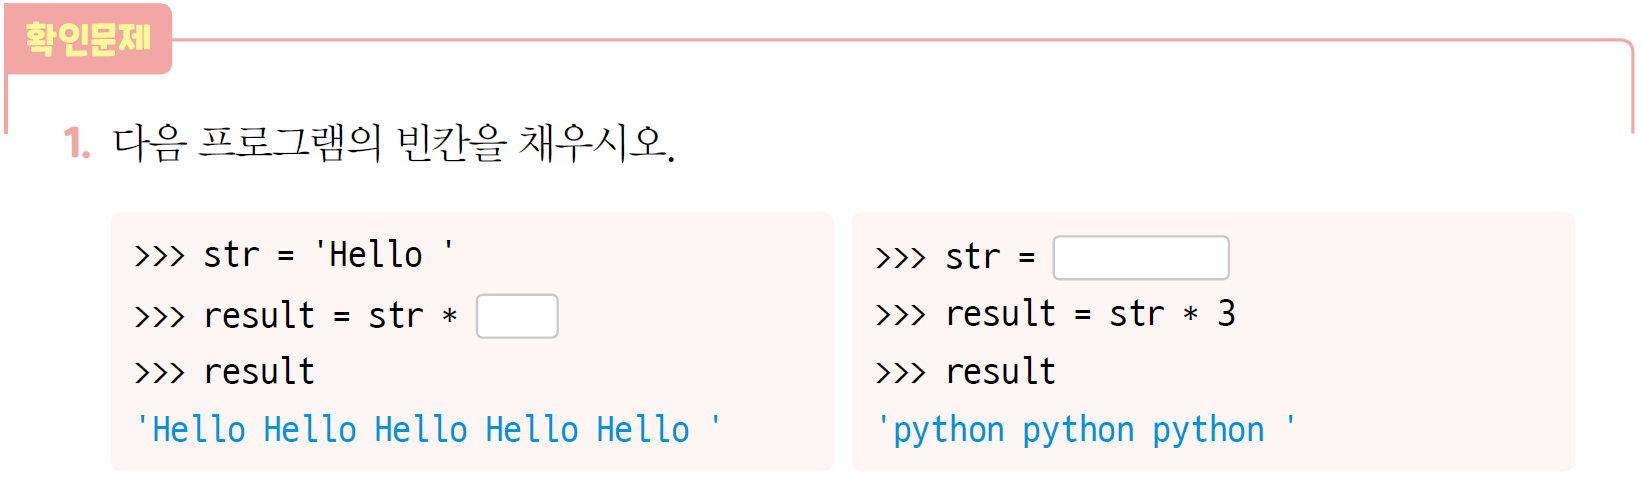 확인문제
1. 다음 프로그램의 빈칸을 채우시오.
>>> str = 'Hello '
>>> result = str *
>>> result
'Hello Hello Hello Hello Hello '
>>> str =
>>> result = str * 3
>>> result
'python python python '